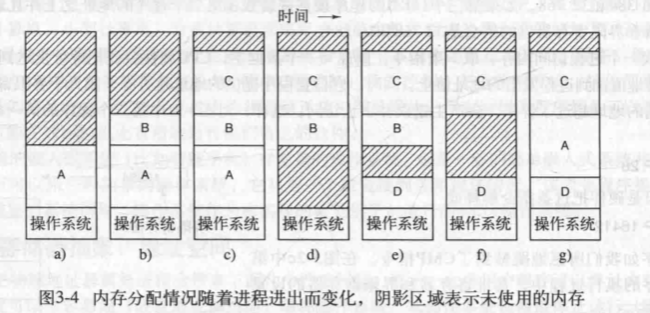 时间
C C C C C
B B B B
A A A A
D D D
操作系统 操作系统 操作系统 操作系统 操作系统 操作系统 操作系统
a) b) c) d) e) f) g)
图3-4 内存分配情况随着进程进出而变化，阴影区域表示未使用的内存